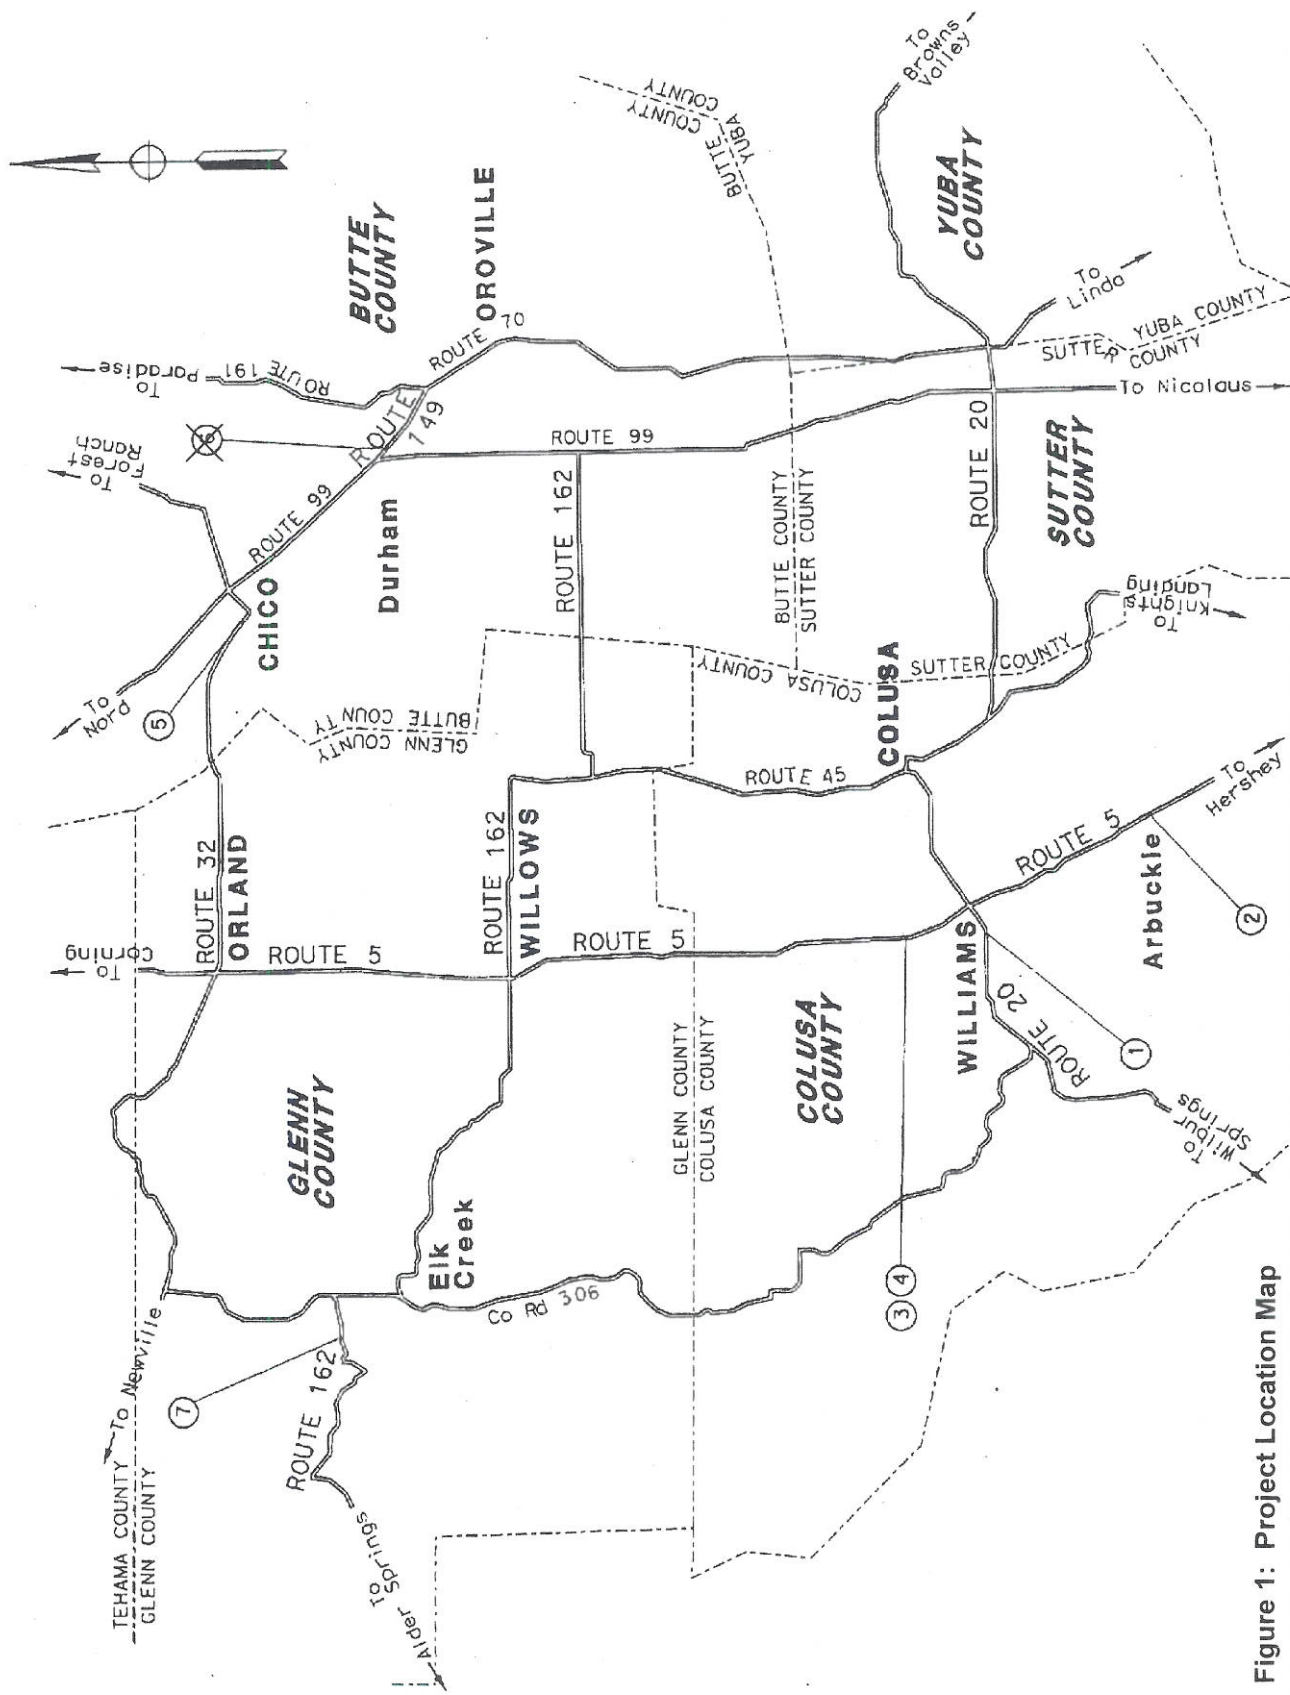 TEHAMA COUNTY
GLENN COUNTY
To Newville
7
ROUTE 162
To
Alder Springs
GLENN
COUNTY
Elk
Creek
Co Rd 306
To
Corning
ROUTE 32
ORLAND
ROUTE 5
ROUTE 162
WILLOWS
ROUTE 5
GLENN COUNTY
COLUSA COUNTY
COLUSA
COUNTY
3
4
WILLIAMS
ROUTE 20
1
To
Wilbur
Springs
ROUTE 5
Arbuckle
2
To
Hershey
To
Nord
5
CHICO
GLENN COUNTY
BUTTE COUNTY
To
Forest
Ranch
ROUTE 99
Durham
6
ROUTE
149
To
Paradise
ROUTE 191
BUTTE
COUNTY
OROVILLE
ROUTE 70
ROUTE 99
ROUTE 162
BUTTE COUNTY
SUTTER COUNTY
COLUSA COUNTY
SUTTER COUNTY
ROUTE 45
COLUSA
ROUTE 20
SUTTER
COUNTY
To
Knights
Landing
To Nicolaus
BUTTE COUNTY
YUBA COUNTY
To
Browns
Valley
YUBA
COUNTY
To
Linda
SUTTER COUNTY
YUBA COUNTY
Figure 1: Project Location Map